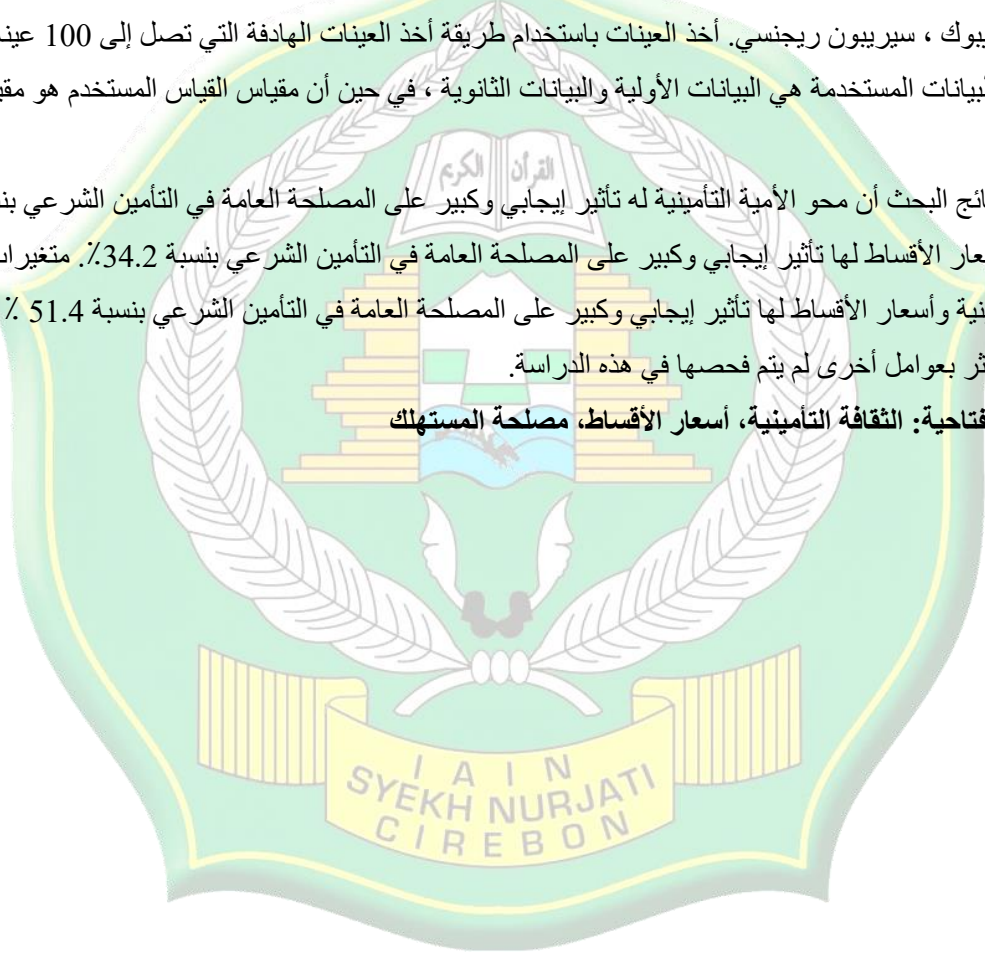 يبوك ، سيريبون ريجنسي. أخذ العينات باستخدام طريقة أخذ العينات الهادفة التي تصل إلى 100 عينة
لبيانات المستخدمة هي البيانات الأولية والبيانات الثانوية ، في حين أن مقياس القياس المستخدم هو
القرآن الكريم
ائج البحث أن محو الأمية التأمينية له تأثير إيجابي وكبير على المصلحة العامة في التأمين الشرعي
عار الأقساط لها تأثير إيجابي وكبير على المصلحة العامة في التأمين الشرعي بنسبة 34.2٪. متغيرات
نية وأسعار الأقساط لها تأثير إيجابي وكبير على المصلحة العامة في التأمين الشرعي بنسبة 51.4 ٪
ثر بعوامل أخرى لم يتم فحصها في هذه الدراسة.
فتاحية: الثقافة التأمينية، أسعار الأقساط، مصلحة المستهلك
IAIN
SYEKH NURJATI
CIREBON